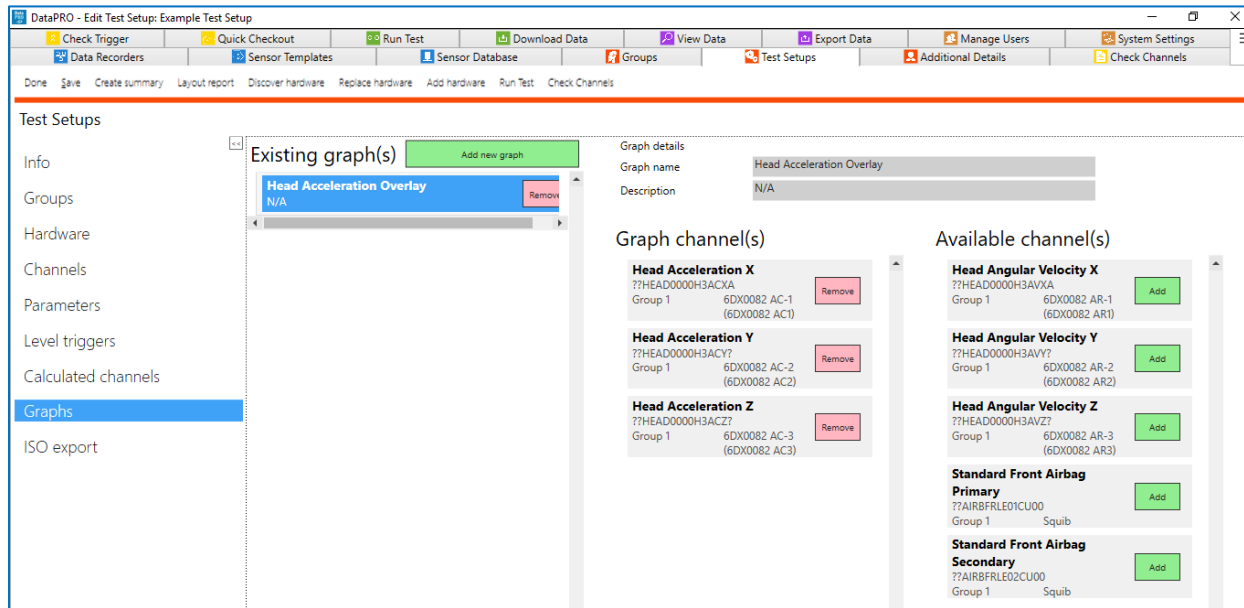 Data PRO
DataPRO - Edit Test Setup: Example Test Setup
Check Trigger Quick Checkout Run Test Download Data View Data Export Data Manage Users System Settings
Data Recorders Sensor Templates Sensor Database Groups Test Setups Additional Details Check Channels
Done Save Create summary Layout report Discover hardware Replace hardware Add hardware Run Test Check Channels
Test Setups
<<
Info
Groups
Hardware
Channels
Parameters
Level triggers
Calculated channels
Graphs
ISO export
Existing graph(s) Add new graph
Head Acceleration Overlay
N/A
Remove
Graph details
Graph name Head Acceleration Overlay
Description N/A
Graph channel(s)
Head Acceleration X
??HEAD0000H3ACXA
Group 1 6DX0082 AC-1
(6DX0082 AC1)
Remove
Head Acceleration Y
??HEAD0000H3ACY?
Group 1 6DX0082 AC-2
(6DX0082 AC2)
Remove
Head Acceleration Z
??HEAD0000H3ACZ?
Group 1 6DX0082 AC-3
(6DX0082 AC3)
Remove
Available channel(s)
Head Angular Velocity X
??HEAD0000H3AVXA
Group 1 6DX0082 AR-1
(6DX0082 AR1)
Add
Head Angular Velocity Y
??HEAD0000H3AVY?
Group 1 6DX0082 AR-2
(6DX0082 AR2)
Add
Head Angular Velocity Z
??HEAD0000H3AVZ?
Group 1 6DX0082 AR-3
(6DX0082 AR3)
Add
Standard Front Airbag
Primary
??AIRBFRLE01CU00
Group 1 Squib
Add
Standard Front Airbag
Secondary
??AIRBFRLE02CU00
Group 1 Squib
Add